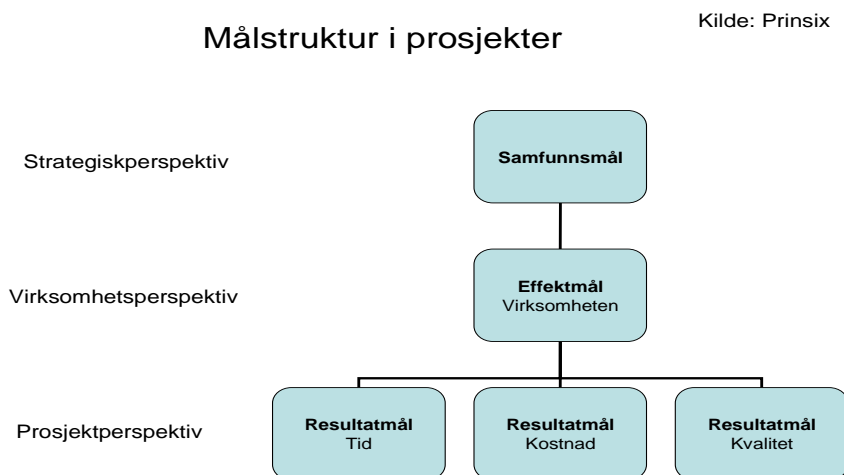 Målstruktur i prosjekter
Kilde: Prinsix
Strategiskperspektiv
Samfunnsmål
Virksomhetsperspektiv
Effektmål
Virksomheten
Prosjektperspektiv
Resultatmål
Tid
Resultatmål
Kostnad
Resultatmål
Kvalitet